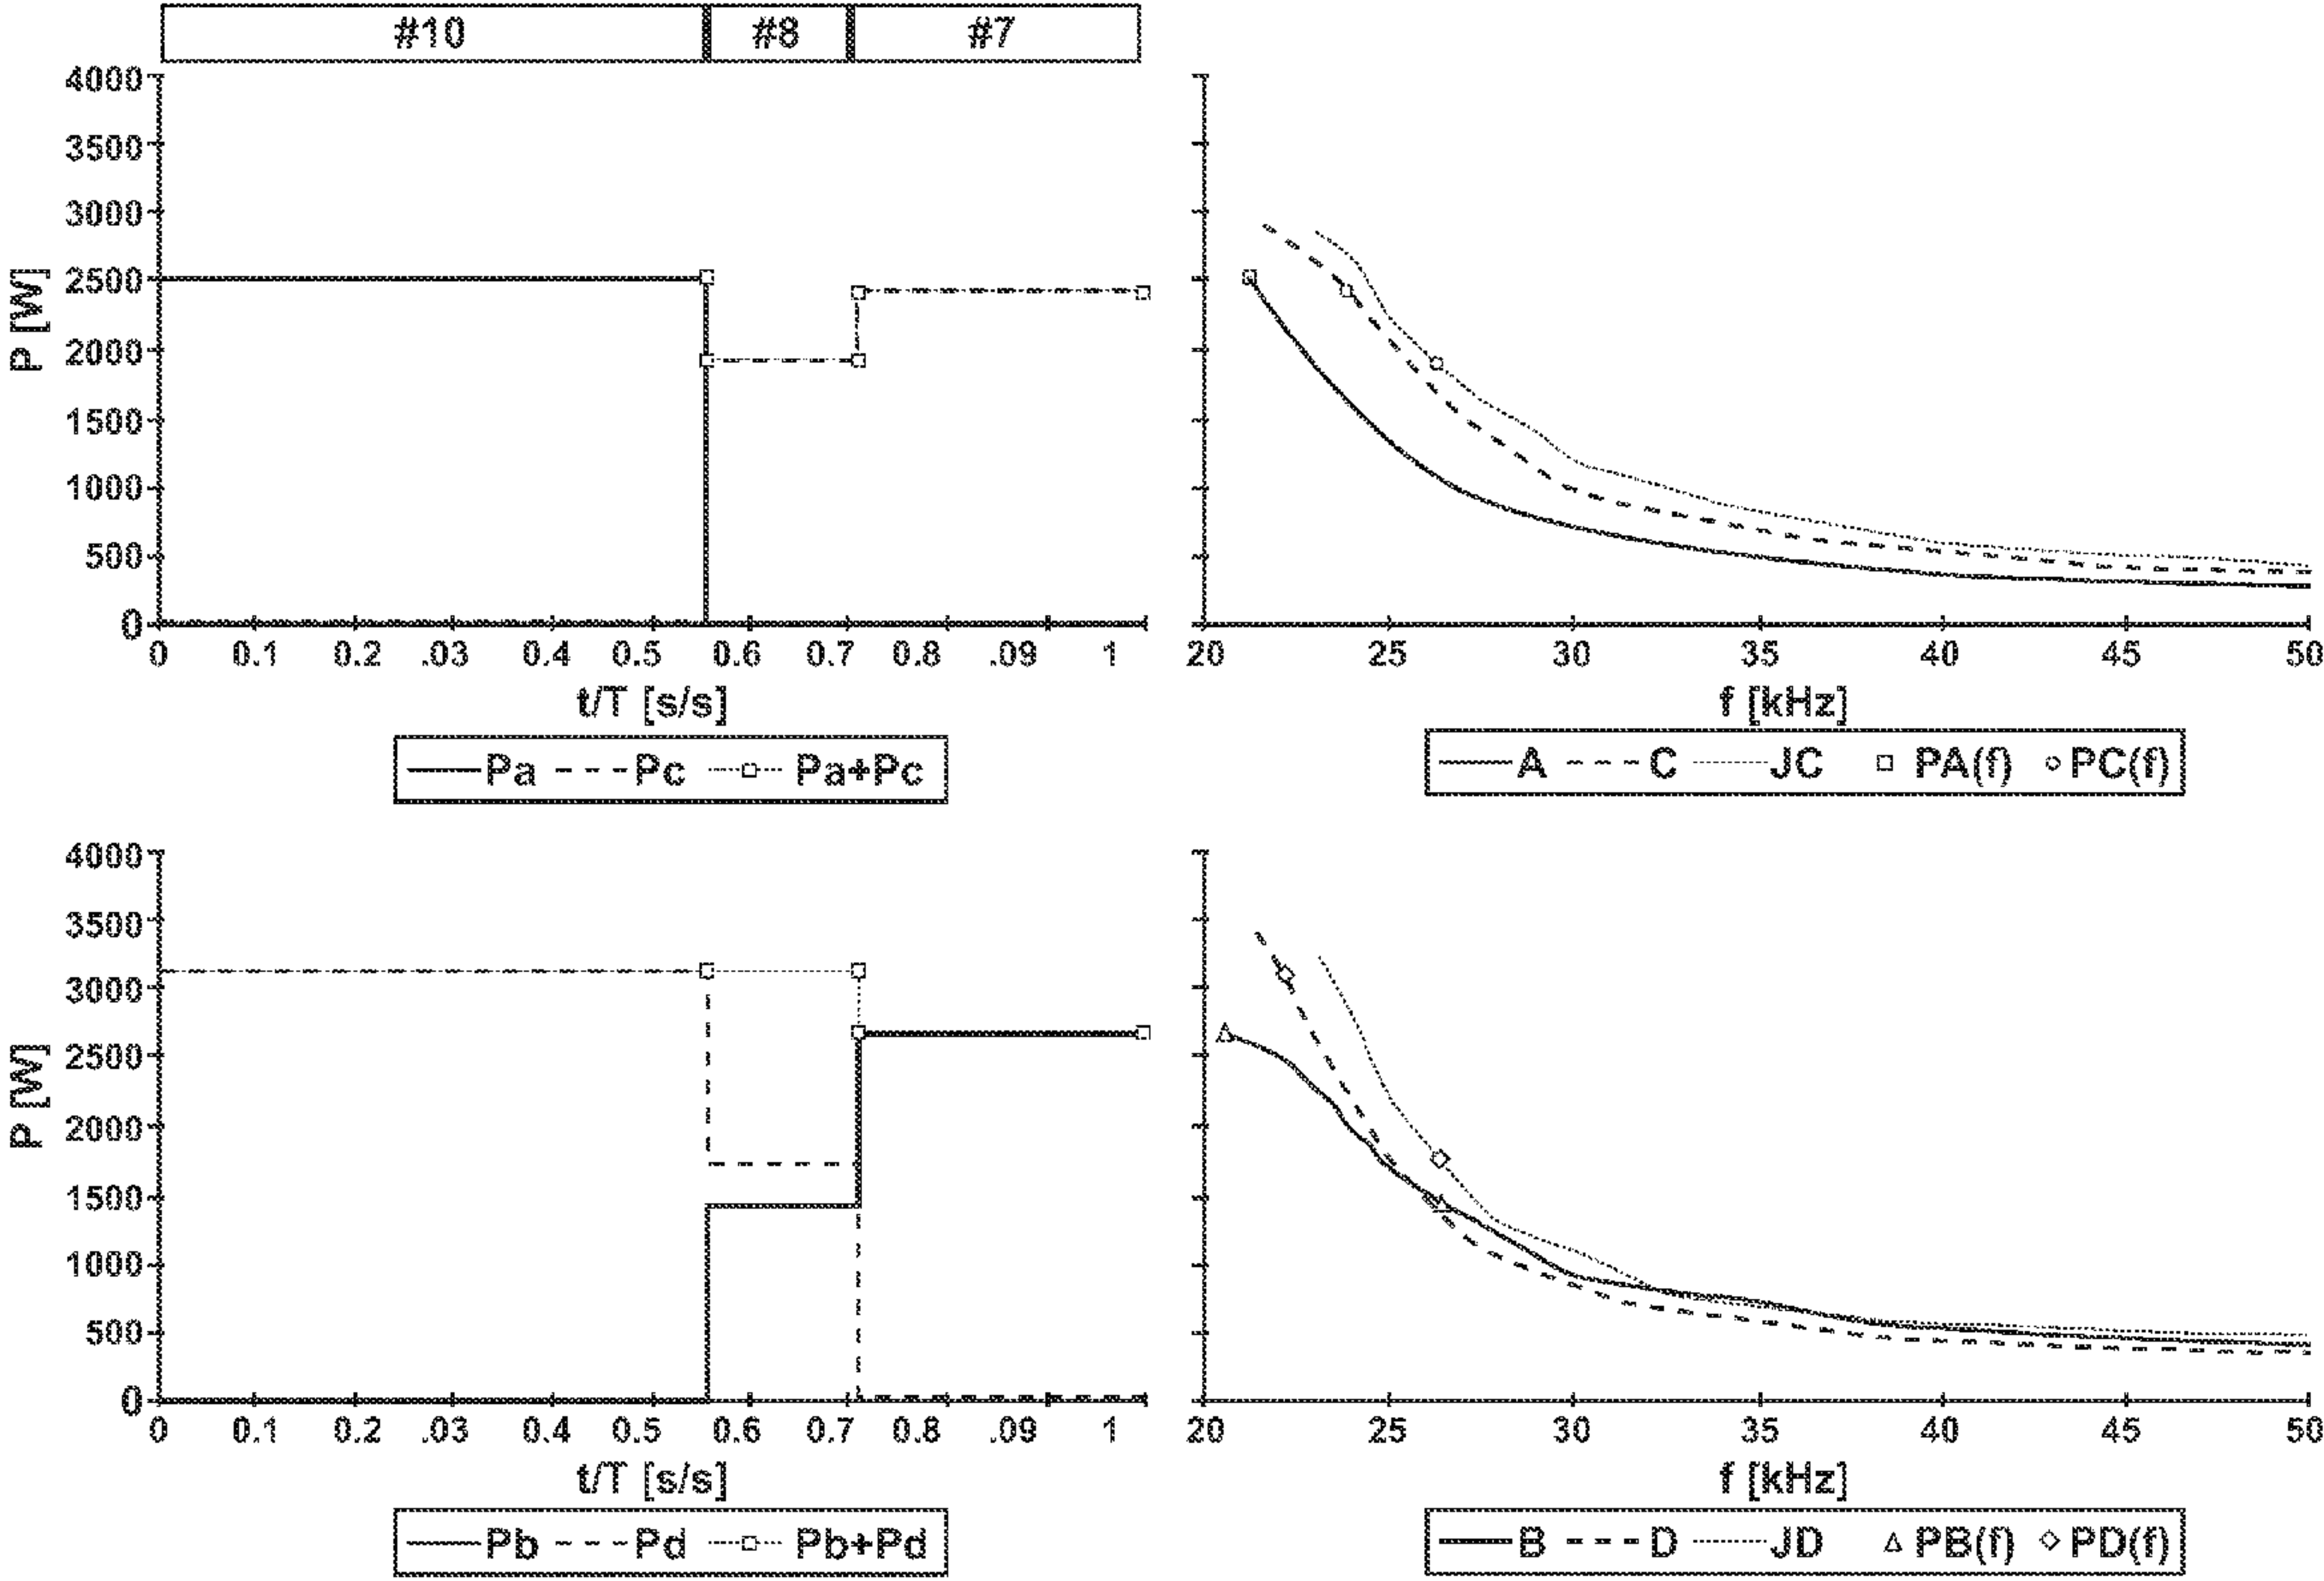 #10 #8 #7
4000
3500
3000
2500
2000
1500
1000
500
0
P [W]
0 0.1 0.2 .03 0.4 0.5 0.6 0.7 0.8 .09 1
t/T [s/s]
Pa Pc Pa+Pc
20 25 30 35 40 45 50
f [kHz]
A C JC PA(f) PC(f)
4000
3500
3000
2500
2000
1500
1000
500
0
P [W]
0 0.1 0.2 .03 0.4 0.5 0.6 0.7 0.8 .09 1
t/T [s/s]
Pb Pd Pb+Pd
20 25 30 35 40 45 50
f [kHz]
B D JD PB(f) PD(f)